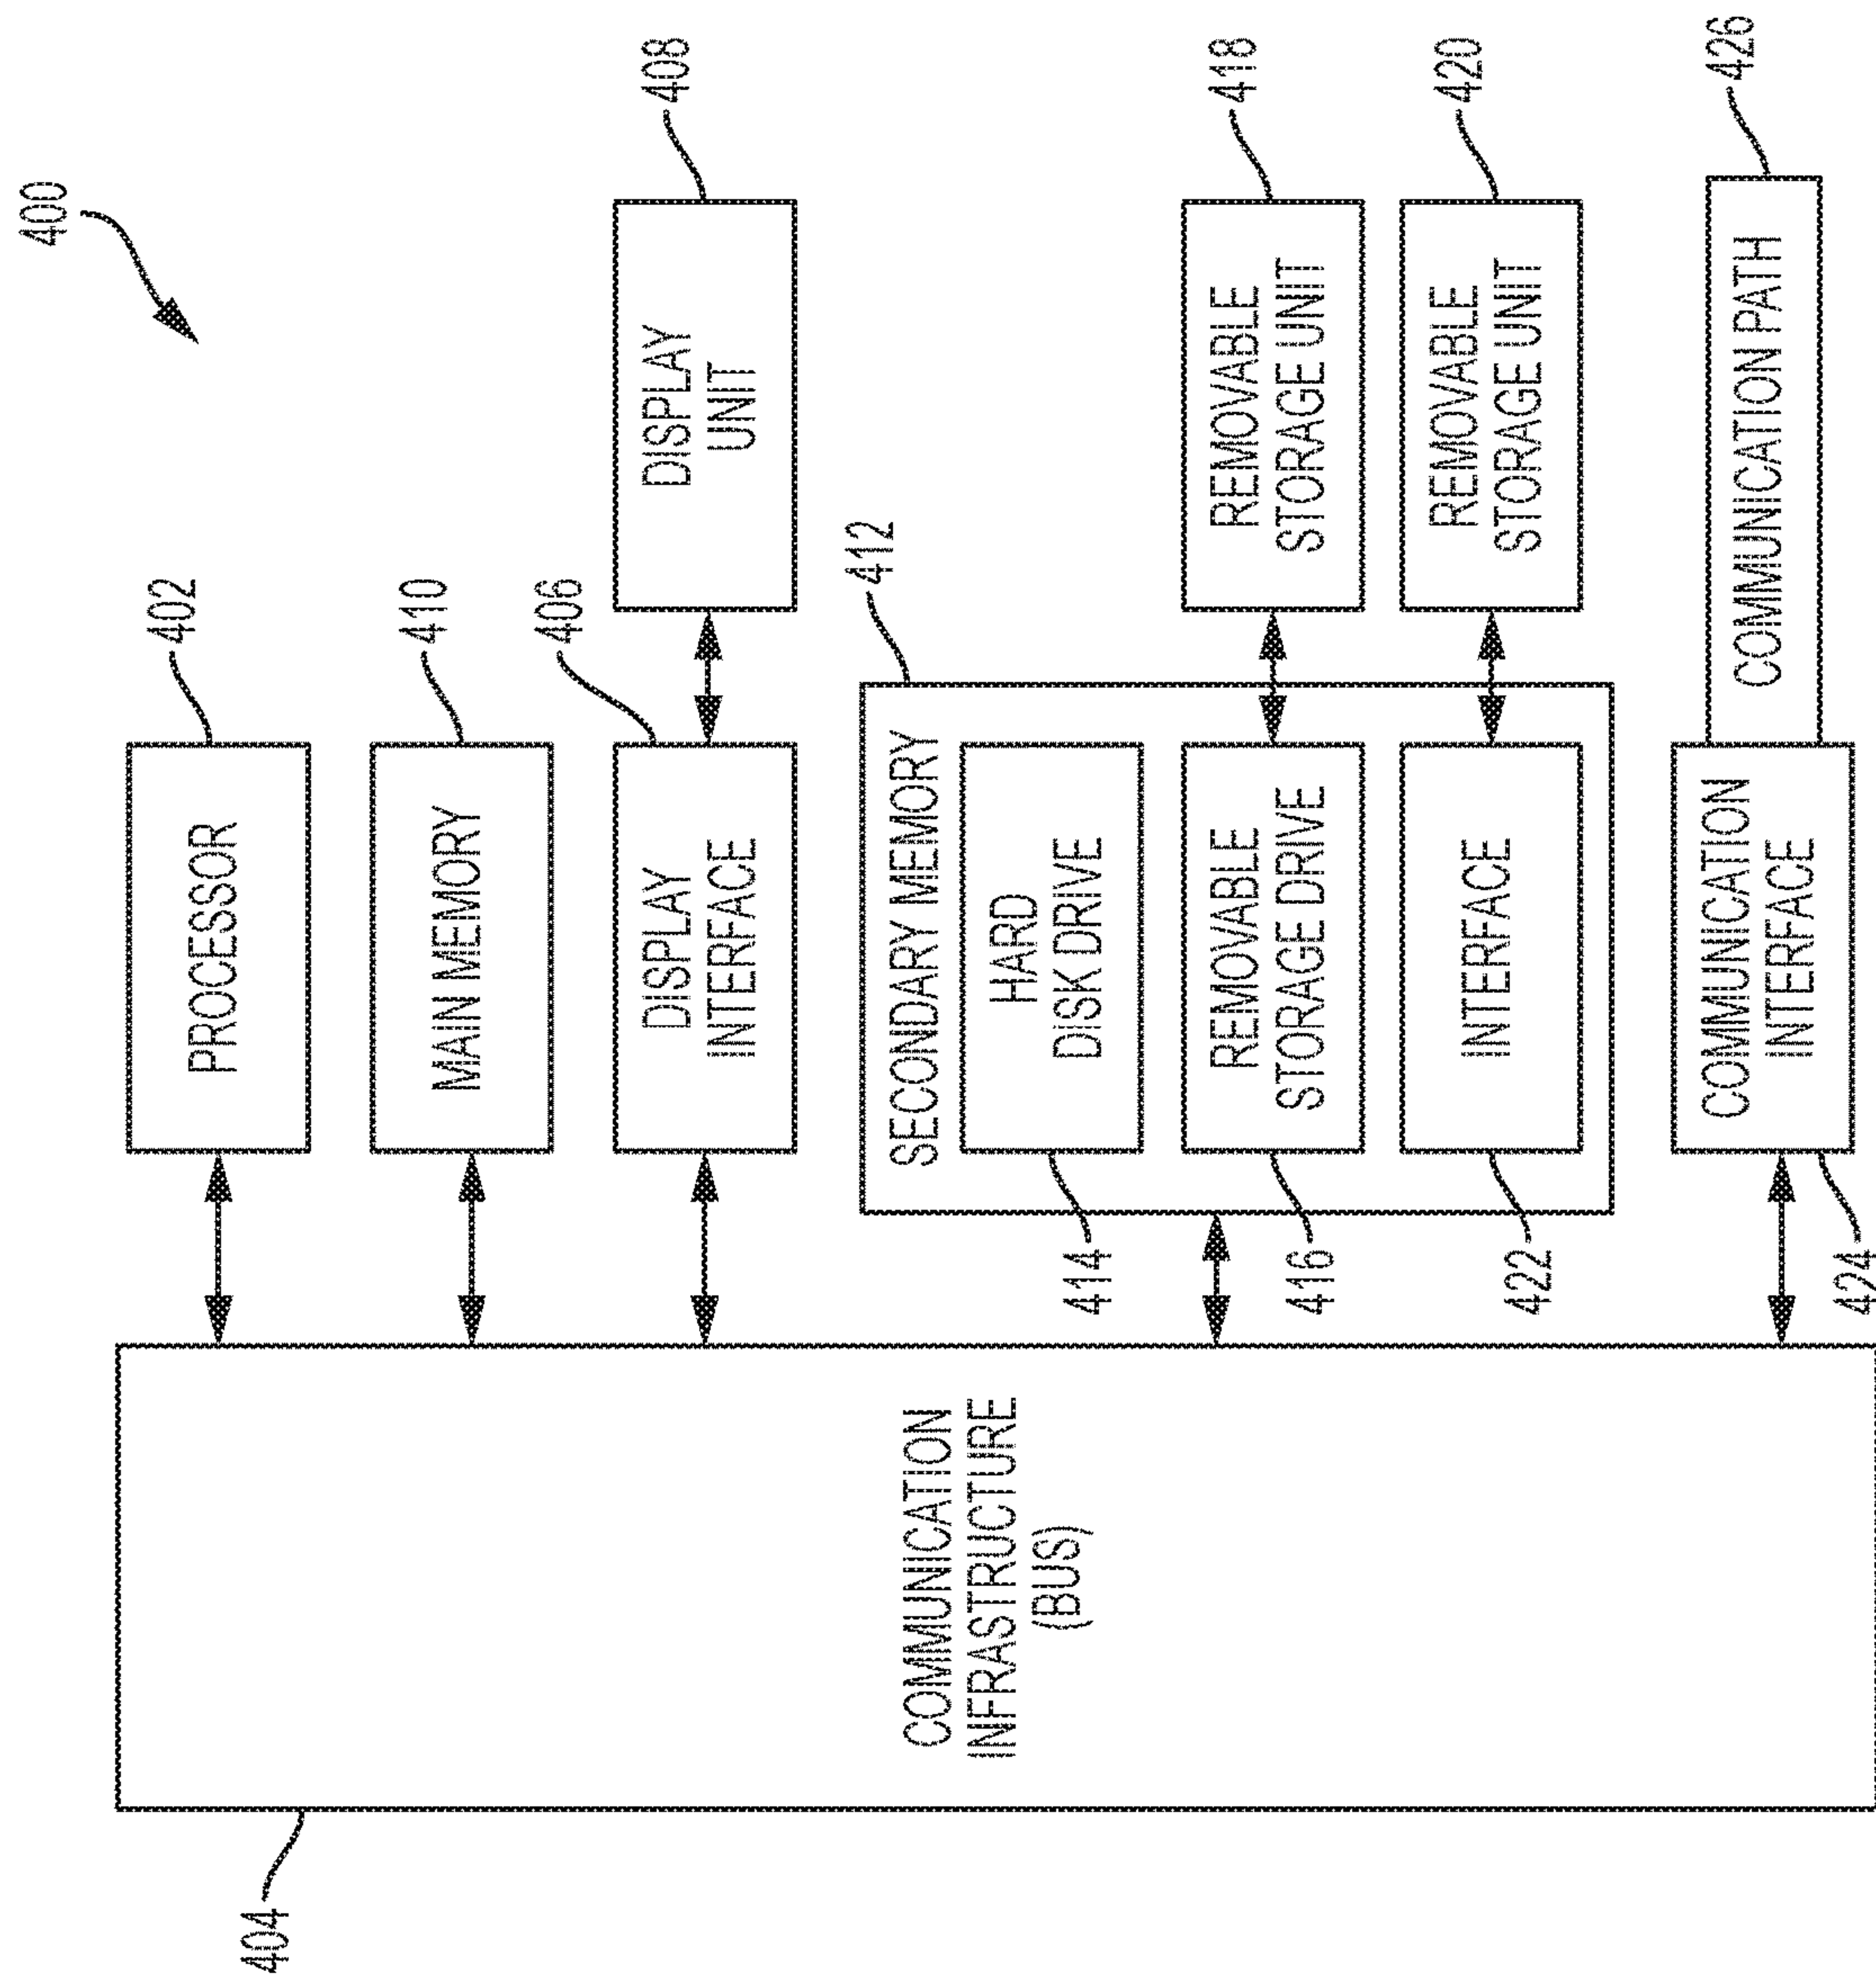 400
404
COMMUNICATION
INFRASTRUCTURE
(BUS)
402
PROCESSOR
410
MAIN MEMORY
406
DISPLAY
INTERFACE
408
DISPLAY
UNIT
412
SECONDARY MEMORY
414
HARD
DISK DRIVE
416
REMOVABLE
STORAGE DRIVE
418
REMOVABLE
STORAGE UNIT
422
INTERFACE
420
REMOVABLE
STORAGE UNIT
424
COMMUNICATION
INTERFACE
426
COMMUNICATION PATH